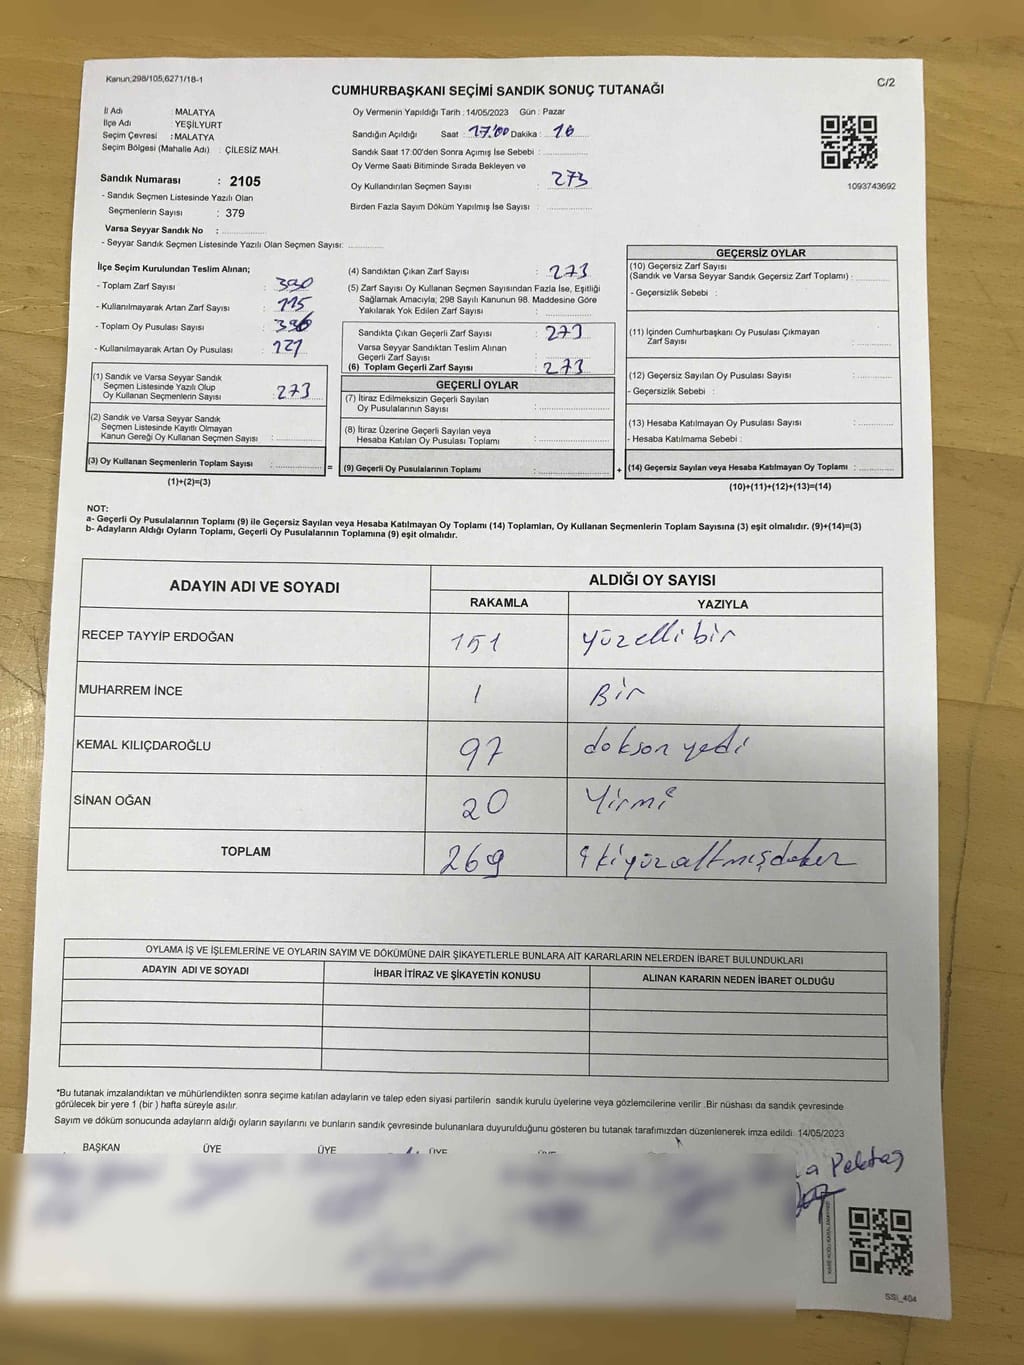 Kanun;298/105,6271/18-1
C/2
CUMHURBAŞKANI SEÇİMİ SANDIK SONUÇ TUTANAĞI
İl Adı : MALATYA
İlçe Adı : YEŞİLYURT
Seçim Çevresi : MALATYA
Seçim Bölgesi (Mahalle Adı) : ÇİLESİZ MAH.
Sandık Numarası : 2105
- Sandık Seçmen Listesinde Yazılı Olan
Seçmenlerin Sayısı : 379
Varsa Seyyar Sandık No :
- Seyyar Sandık Seçmen Listesinde Yazılı Olan Seçmen Sayısı:
Oy Vermenin Yapıldığı Tarih : 14/05/2023 Gün : Pazar
Sandığın Açıldığı Saat : 17:00 Dakika : 16
Sandık Saat 17:00'den Sonra Açımış İse Sebebi :
Oy Verme Saati Bitiminde Sırada Bekleyen ve
Oy Kullandırılan Seçmen Sayısı : 273
Birden Fazla Sayım Döküm Yapılmış İse Sayısı :
1093743692
İlçe Seçim Kurulundan Teslim Alınan;
- Toplam Zarf Sayısı :
- Kullanılmayarak Artan Zarf Sayısı : 115
- Toplam Oy Pusulası Sayısı :
- Kullanılmayarak Artan Oy Pusulası : 121
(1) Sandık ve Varsa Seyyar Sandık
Seçmen Listesinde Yazılı Olup
Oy Kullanan Seçmenlerin Sayısı : 273
(2) Sandık ve Varsa Seyyar Sandık
Seçmen Listesinde Kayıtlı Olmayan
Kanun Gereği Oy Kullanan Seçmen Sayısı :
(3) Oy Kullanan Seçmenlerin Toplam Sayısı :
(1)+(2)=(3)
=
(4) Sandıktan Çıkan Zarf Sayısı : 273
(5) Zarf Sayısı Oy Kullanan Seçmen Sayısından Fazla İse, Eşitliği
Sağlamak Amacıyla; 298 Sayılı Kanunun 98. Maddesine Göre
Yakılarak Yok Edilen Zarf Sayısı :
Sandıkta Çıkan Geçerli Zarf Sayısı : 273
Varsa Seyyar Sandıktan Teslim Alınan
Geçerli Zarf Sayısı :
(6) Toplam Geçerli Zarf Sayısı : 273
GEÇERLİ OYLAR
(7) İtiraz Edilmeksizin Geçerli Sayılan
Oy Pusulalarının Sayısı :
(8) İtiraz Üzerine Geçerli Sayılan veya
Hesaba Katılan Oy Pusulası Toplamı :
(9) Geçerli Oy Pusulalarının Toplamı :
+
GEÇERSİZ OYLAR
(10) Geçersiz Zarf Sayısı
(Sandık ve Varsa Seyyar Sandık Geçersiz Zarf Toplamı) :
- Geçersizlik Sebebi :
(11) İçinden Cumhurbaşkanı Oy Pusulası Çıkmayan
Zarf Sayısı :
(12) Geçersiz Sayılan Oy Pusulası Sayısı :
- Geçersizlik Sebebi :
(13) Hesaba Katılmayan Oy Pusulası Sayısı :
- Hesaba Katılmama Sebebi :
(14) Geçersiz Sayılan veya Hesaba Katılmayan Oy Toplamı :
(10)+(11)+(12)+(13)=(14)
NOT:
a- Geçerli Oy Pusulalarının Toplamı (9) ile Geçersiz Sayılan veya Hesaba Katılmayan Oy Toplamı (14) Toplamları, Oy Kullanan Seçmenlerin Toplam Sayısına (3) eşit olmalıdır. (9)+(14)=(3)
b- Adayların Aldığı Oyların Toplamı, Geçerli Oy Pusulalarının Toplamına (9) eşit olmalıdır.
ADAYIN ADI VE SOYADI ALDIĞI OY SAYISI
RAKAMLA YAZIYLA
RECEP TAYYİP ERDOĞAN 151 yüzellibir
MUHARREM İNCE 1 Bir
KEMAL KILIÇDAROĞLU 97 dokson yedi
SİNAN OĞAN 20 Yirmi
TOPLAM 269 ikiyüzaltmış
OYLAMA İŞ VE İŞLEMLERİNE VE OYLARIN SAYIM VE DÖKÜMÜNE DAİR ŞİKAYETLERLE BUNLARA AİT KARARLARIN NELERDEN İBARET BULUNDUKLARI
ADAYIN ADI VE SOYADI İHBAR İTİRAZ VE ŞİKAYETİN KONUSU ALINAN KARARIN NEDEN İBARET OLDUĞU
*Bu tutanak imzalandıktan ve mühürlendikten sonra seçime katılan adayların ve talep eden siyasi partilerin sandık kurulu üyelerine veya gözlemcilerine verilir .Bir nüshası da sandık çevresinde
görülecek bir yere 1 (bir ) hafta süreyle asılır.
Sayım ve döküm sonucunda adayların aldığı oyların sayılarını ve bunların sandık çevresinde bulunanlara duyurulduğunu gösteren bu tutanak tarafımızdan düzenlenerek imza edildi. 14/05/2023
BAŞKAN ÜYE ÜYE ÜYE
Pektaş
SSİ_404